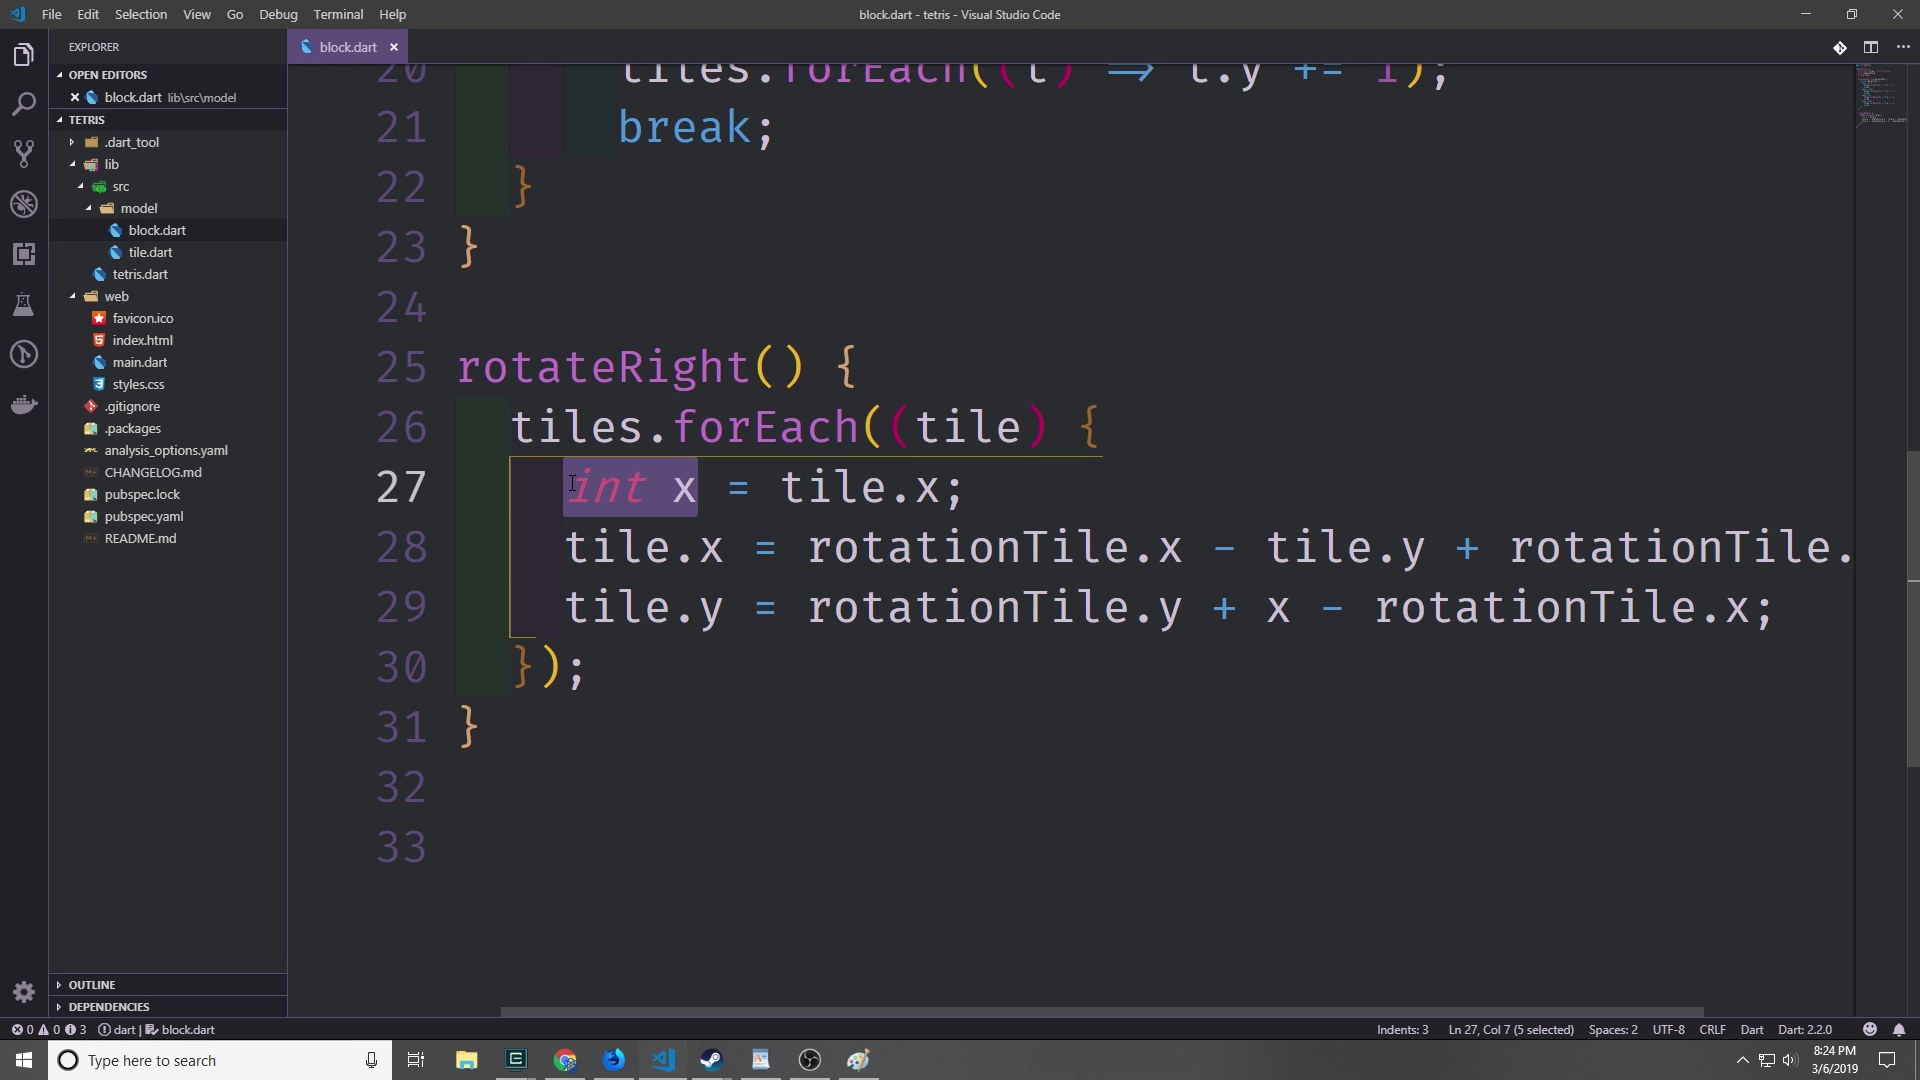 File Edit Selection View Go Debug Terminal Help
block.dart - tetris - Visual Studio Code
EXPLORER
OPEN EDITORS
block.dart lib\src\model
TETRIS
.dart_tool
lib
src
model
block.dart
tile.dart
tetris.dart
web
favicon.ico
index.html
main.dart
styles.css
.gitignore
.packages
analysis_options.yaml
CHANGELOG.md
pubspec.lock
pubspec.yaml
README.md
OUTLINE
DEPENDENCIES
block.dart
20 tiles.forEach((t) => t.y += 1);
21 break;
22 }
23 }
24
25 rotateRight() {
26 tiles.forEach((tile) {
27 int x = tile.x;
28 tile.x = rotationTile.x - tile.y + rotationTile.
29 tile.y = rotationTile.y + x - rotationTile.x;
30 });
31 }
32
33
0 0 3 dart | block.dart
Indents: 3 Ln 27, Col 7 (5 selected) Spaces: 2 UTF-8 CRLF Dart Dart: 2.2.0
Type here to search
8:24 PM
3/6/2019